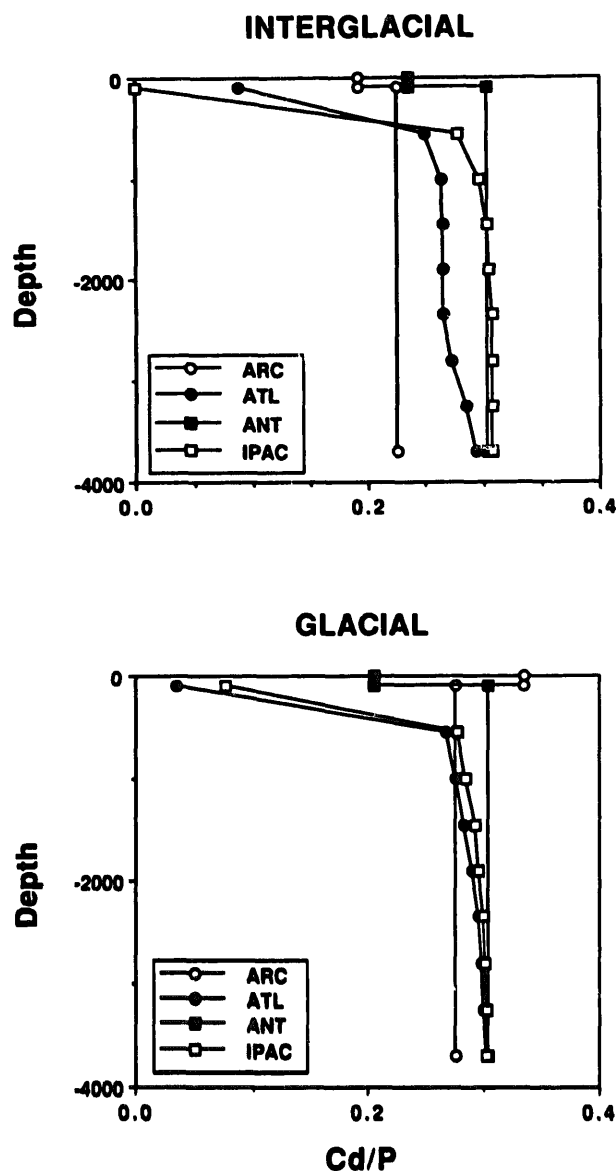 INTERGLACIAL
0
-2000
-4000
Depth
ARC
ATL
ANT
IPAC
0.0
0.2
0.4
GLACIAL
0
-2000
-4000
Depth
ARC
ATL
ANT
IPAC
0.0
0.2
0.4
Cd/P